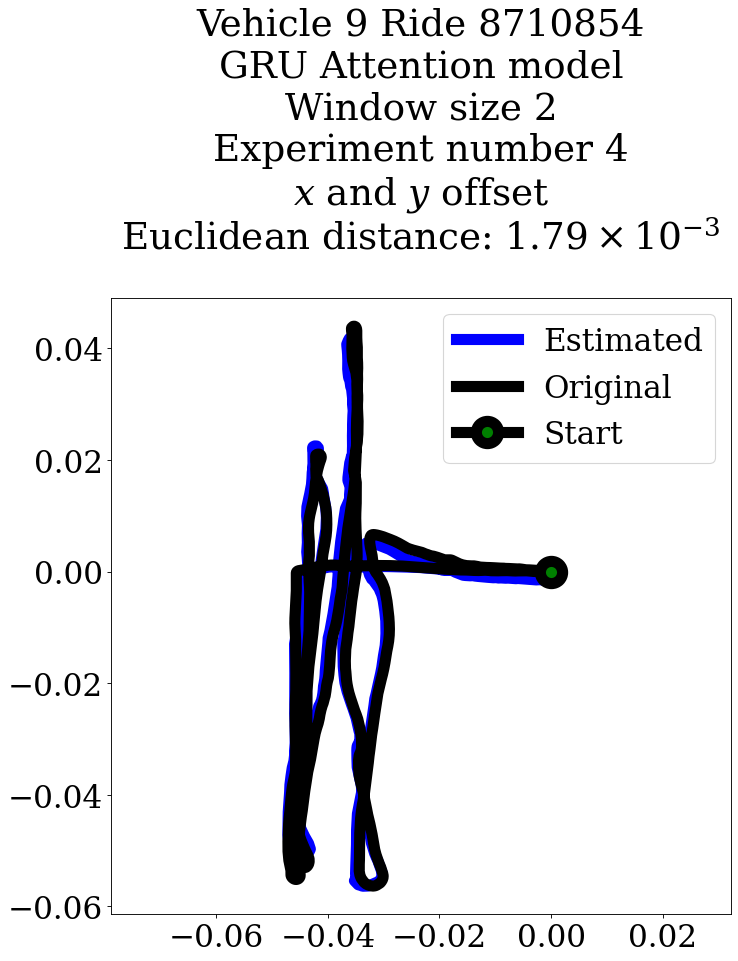 Vehicle 9 Ride 8710854
GRU Attention model
Window size 2
Experiment number 4
x and y offset
Euclidean distance: 1.79 × 10⁻³
Estimated
Original
Start
0.04
0.02
0.00
−0.02
−0.04
−0.06
−0.06 −0.04 −0.02 0.00 0.02